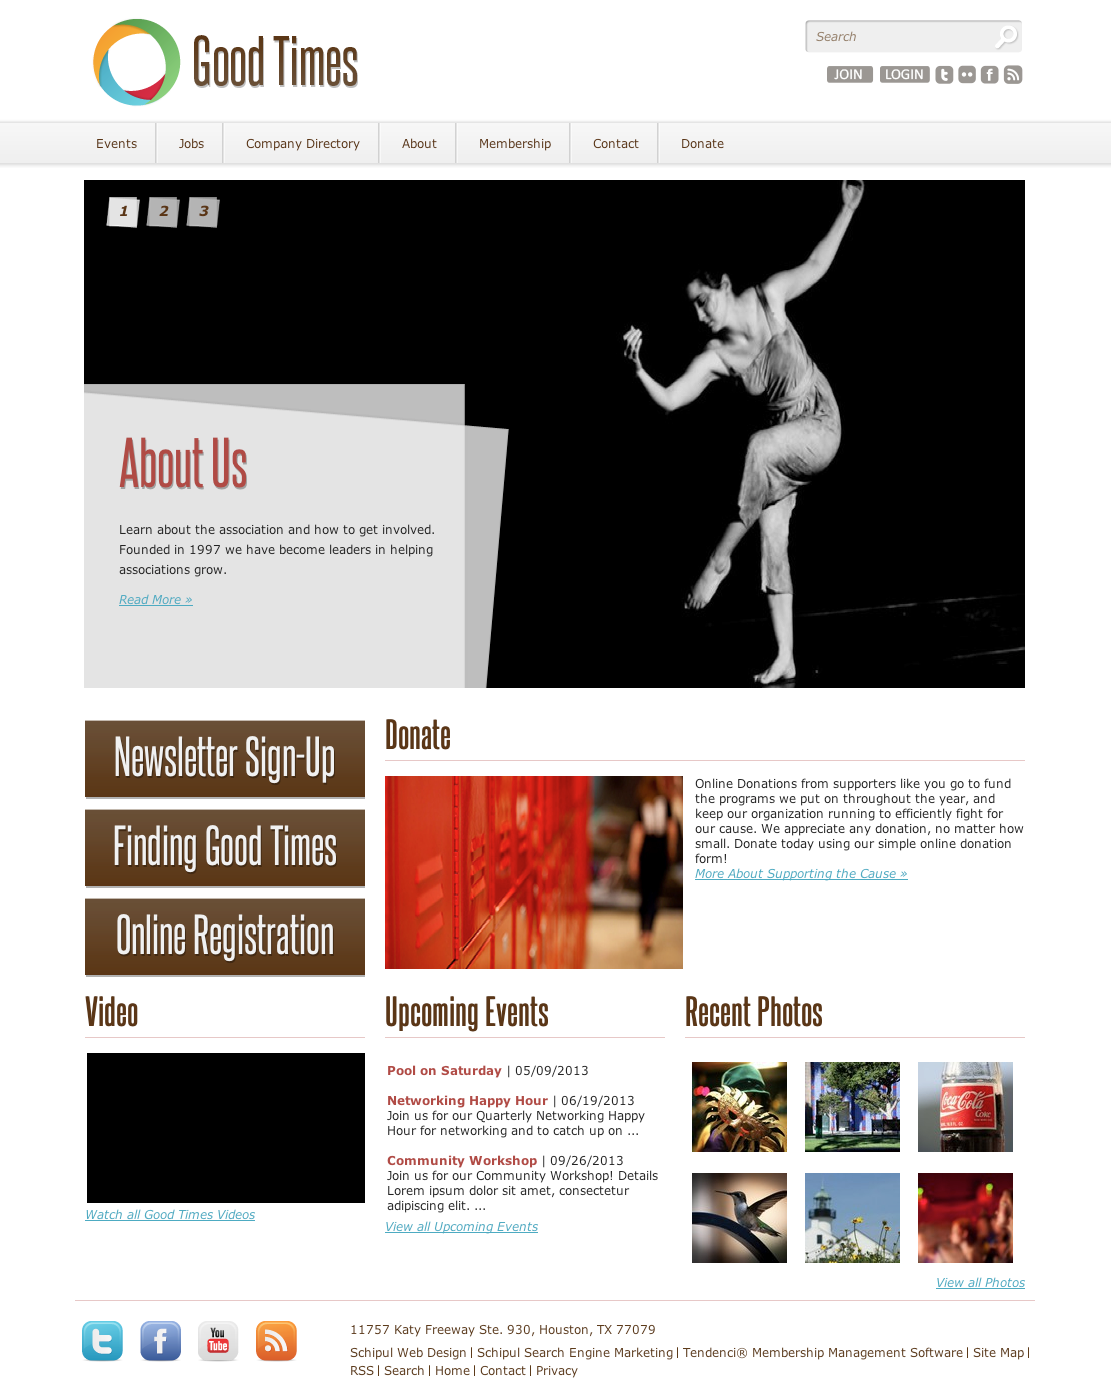 Good Times
Search
JOIN LOGIN
Events Jobs Company Directory About Membership Contact Donate
1 2 3
About Us
Learn about the association and how to get involved.
Founded in 1997 we have become leaders in helping
associations grow.
Read More »
Newsletter Sign-Up
Finding Good Times
Online Registration
Donate
Online Donations from supporters like you go to fund
the programs we put on throughout the year, and
keep our organization running to efficiently fight for
our cause. We appreciate any donation, no matter how
small. Donate today using our simple online donation
form!
More About Supporting the Cause »
Video
Watch all Good Times Videos
Upcoming Events
Pool on Saturday | 05/09/2013
Networking Happy Hour | 06/19/2013
Join us for our Quarterly Networking Happy
Hour for networking and to catch up on ...
Community Workshop | 09/26/2013
Join us for our Community Workshop! Details
Lorem ipsum dolor sit amet, consectetur
adipiscing elit. ...
View all Upcoming Events
Recent Photos
Coca-Cola
Coke
View all Photos
You
Tube
11757 Katy Freeway Ste. 930, Houston, TX 77079
Schipul Web Design | Schipul Search Engine Marketing | Tendenci® Membership Management Software | Site Map |
RSS | Search | Home | Contact | Privacy